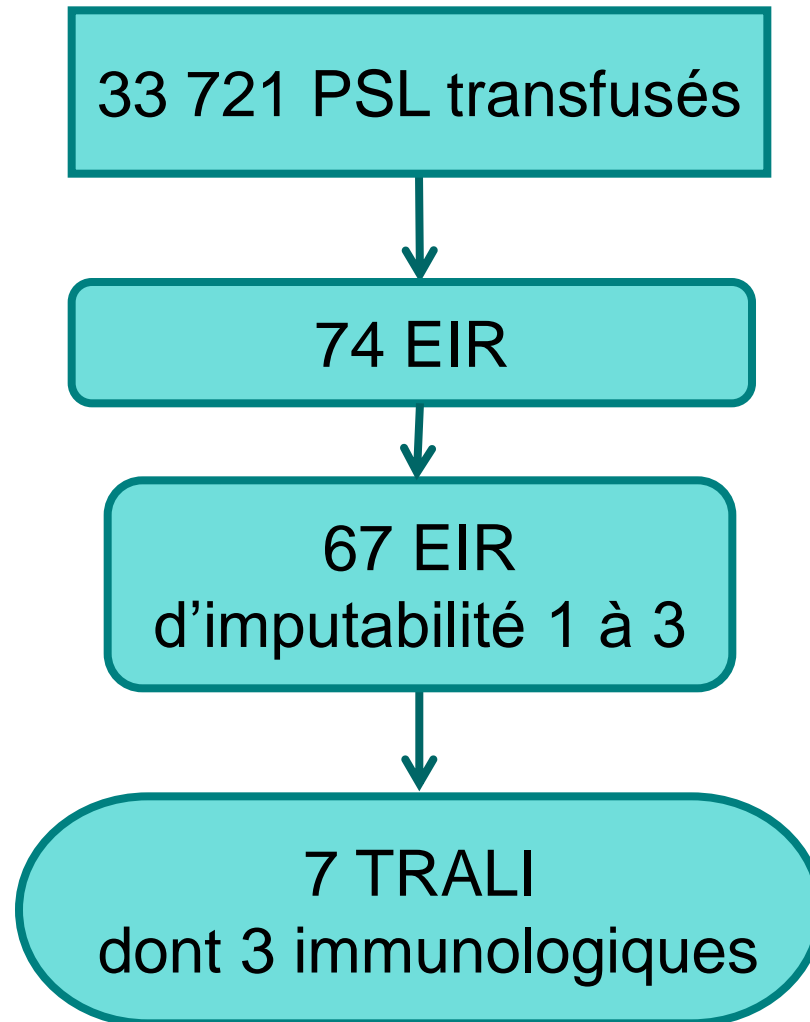 33 721 PSL transfusés
74 EIR
67 EIR
d’imputabilité 1 à 3
7 TRALI
dont 3 immunologiques